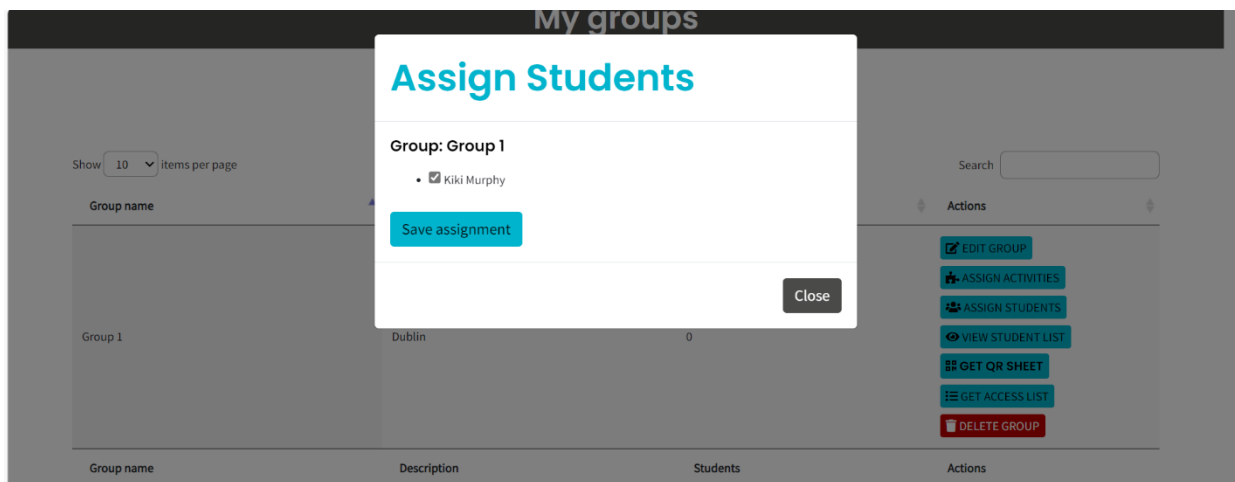 My groups
Assign Students
Group: Group 1
Kiki Murphy
Save assignment
Close
Show 10 items per page
Search
Group name
Actions
Group 1
Dublin
0
EDIT GROUP
ASSIGN ACTIVITIES
ASSIGN STUDENTS
VIEW STUDENT LIST
GET QR SHEET
GET ACCESS LIST
DELETE GROUP
Group name
Description
Students
Actions